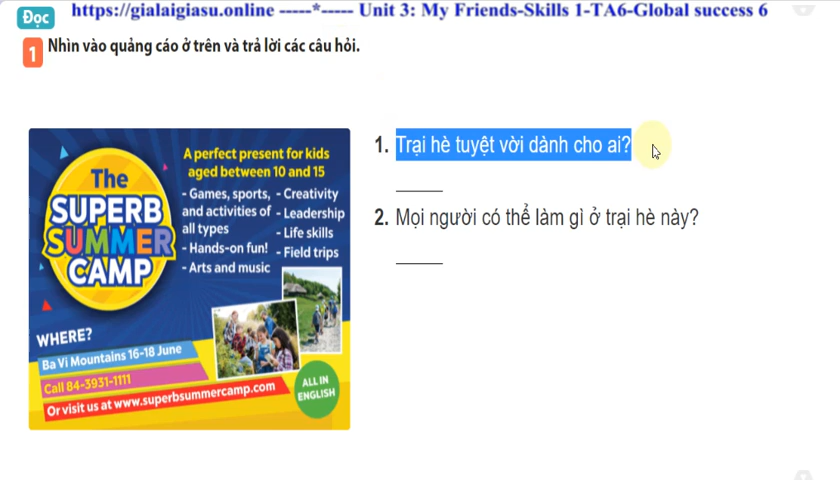 https://gialaigiasu.online -----*----- Unit 3: My Friends-Skills 1-TA6-Global success 6
Đọc
1 Nhìn vào quảng cáo ở trên và trả lời các câu hỏi.
The
SUPERB
SUMMER
CAMP
A perfect present for kids
aged between 10 and 15
- Games, sports,
and activities of
all types
- Hands-on fun!
- Arts and music
- Creativity
- Leadership
- Life skills
- Field trips
WHERE?
Ba Vi Mountains 16-18 June
Call 84-3931-1111
Or visit us at www.superbsummercamp.com
ALL IN
ENGLISH
1. Trại hè tuyệt vời dành cho ai?
______
2. Mọi người có thể làm gì ở trại hè này?
______